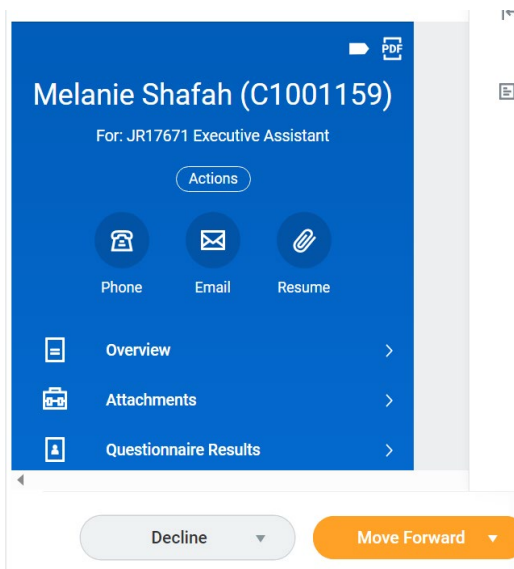 PDF
Melanie Shafah (C1001159)
For: JR17671 Executive Assistant
Actions
Phone Email Resume
Overview
Attachments
Questionnaire Results
Decline Move Forward